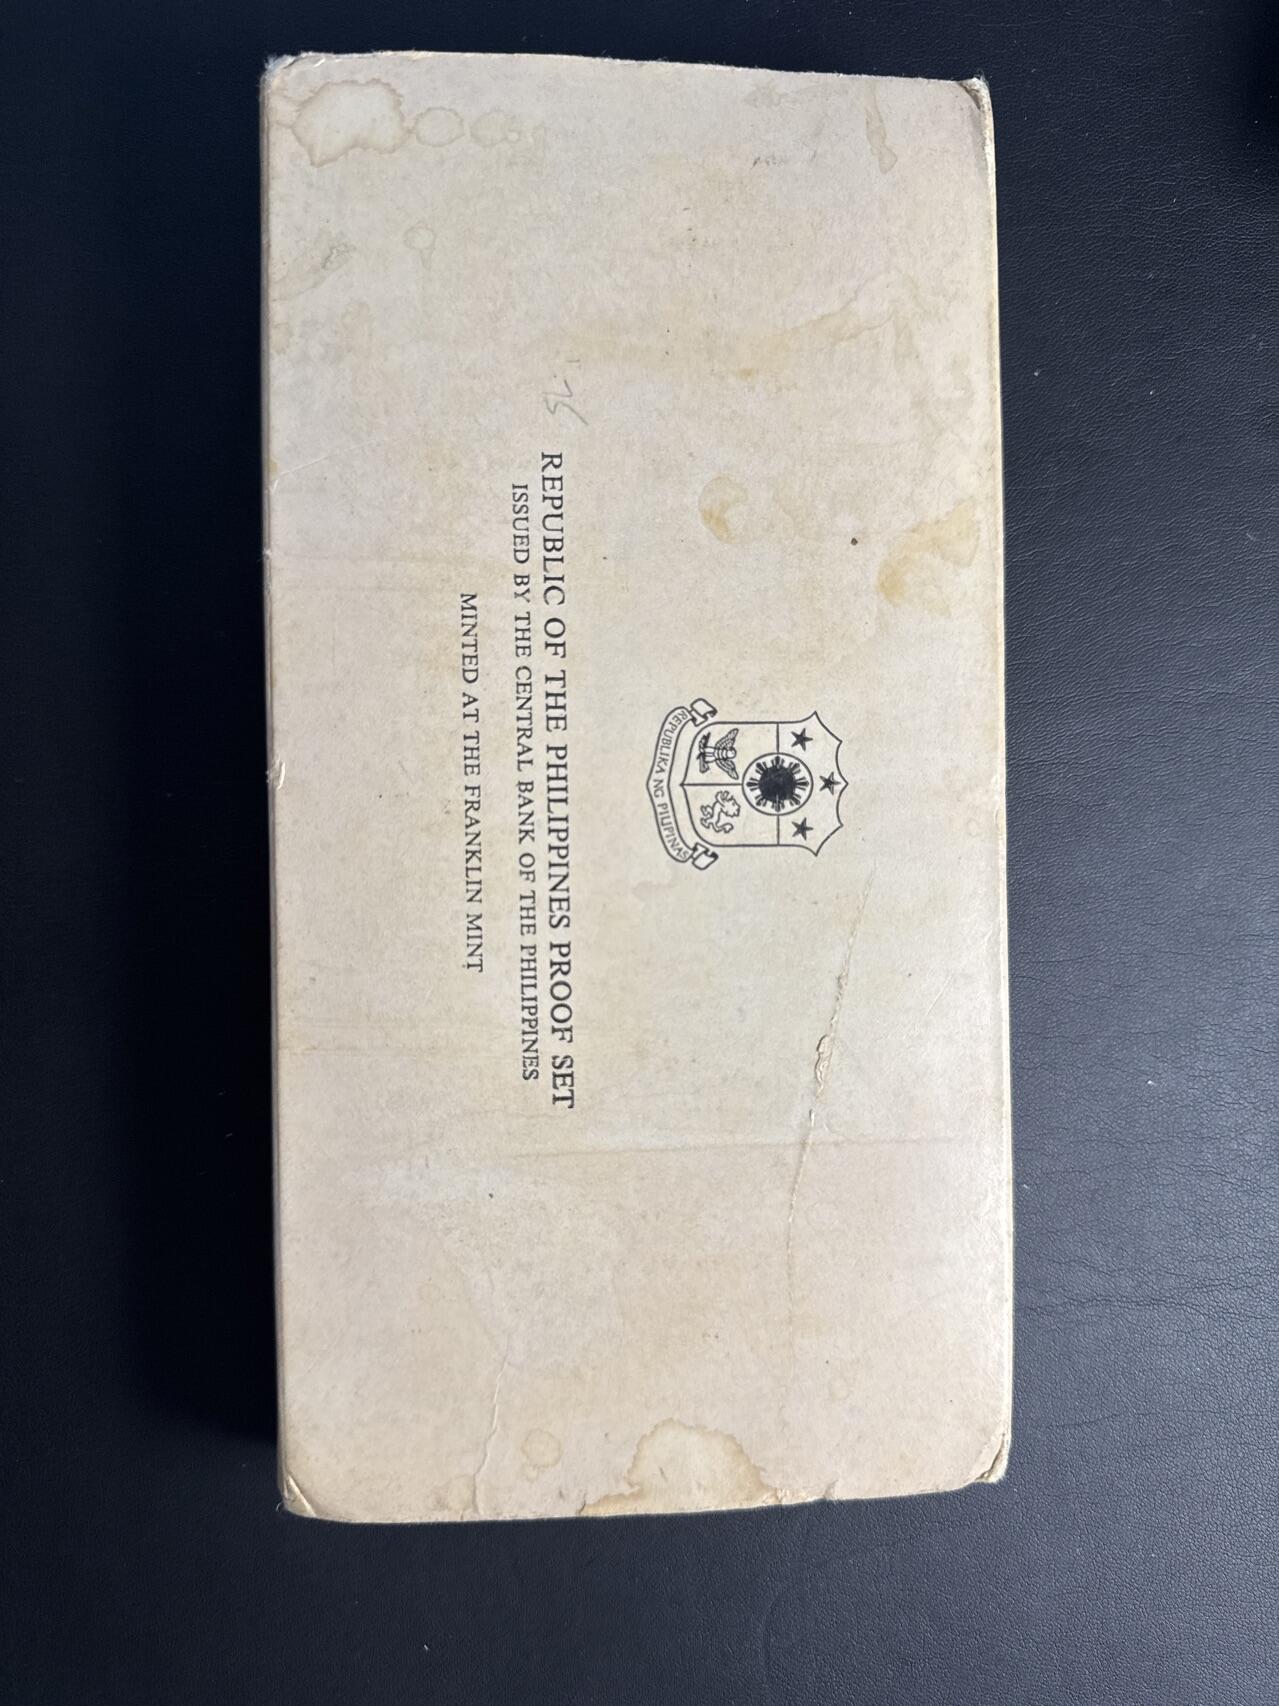 REPUBLIKA NG PILIPINAS
75
REPUBLIC OF THE PHILIPPINES PROOF SET
ISSUED BY THE CENTRAL BANK OF THE PHILIPPINES
MINTED AT THE FRANKLIN MINT